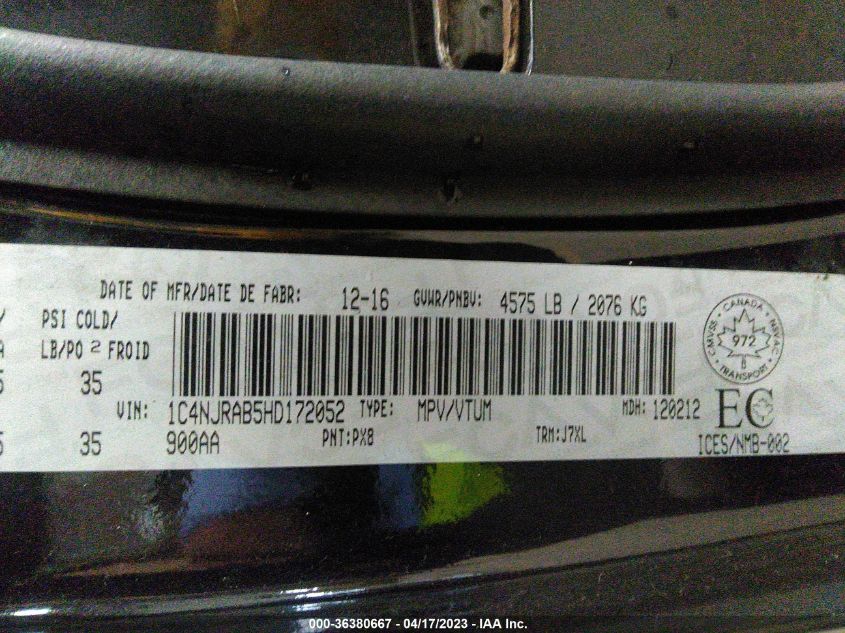 DATE OF MFR/DATE DE FABR: 12-16 GVWR/PNBV: 4575 LB / 2076 KG
PSI COLD/
LB/PO 2 FROID
35
VIN: 1C4NJRAB5HD172052 TYPE: MPV/VTUM MDH: 120212
35 900AA PNT:PX8 TRM:J7XL
CANADA
CMVSS NSVAC
972
TRANSPORT
EC
ICES/NMB-002
000-36380667 - 04/17/2023 - IAA Inc.